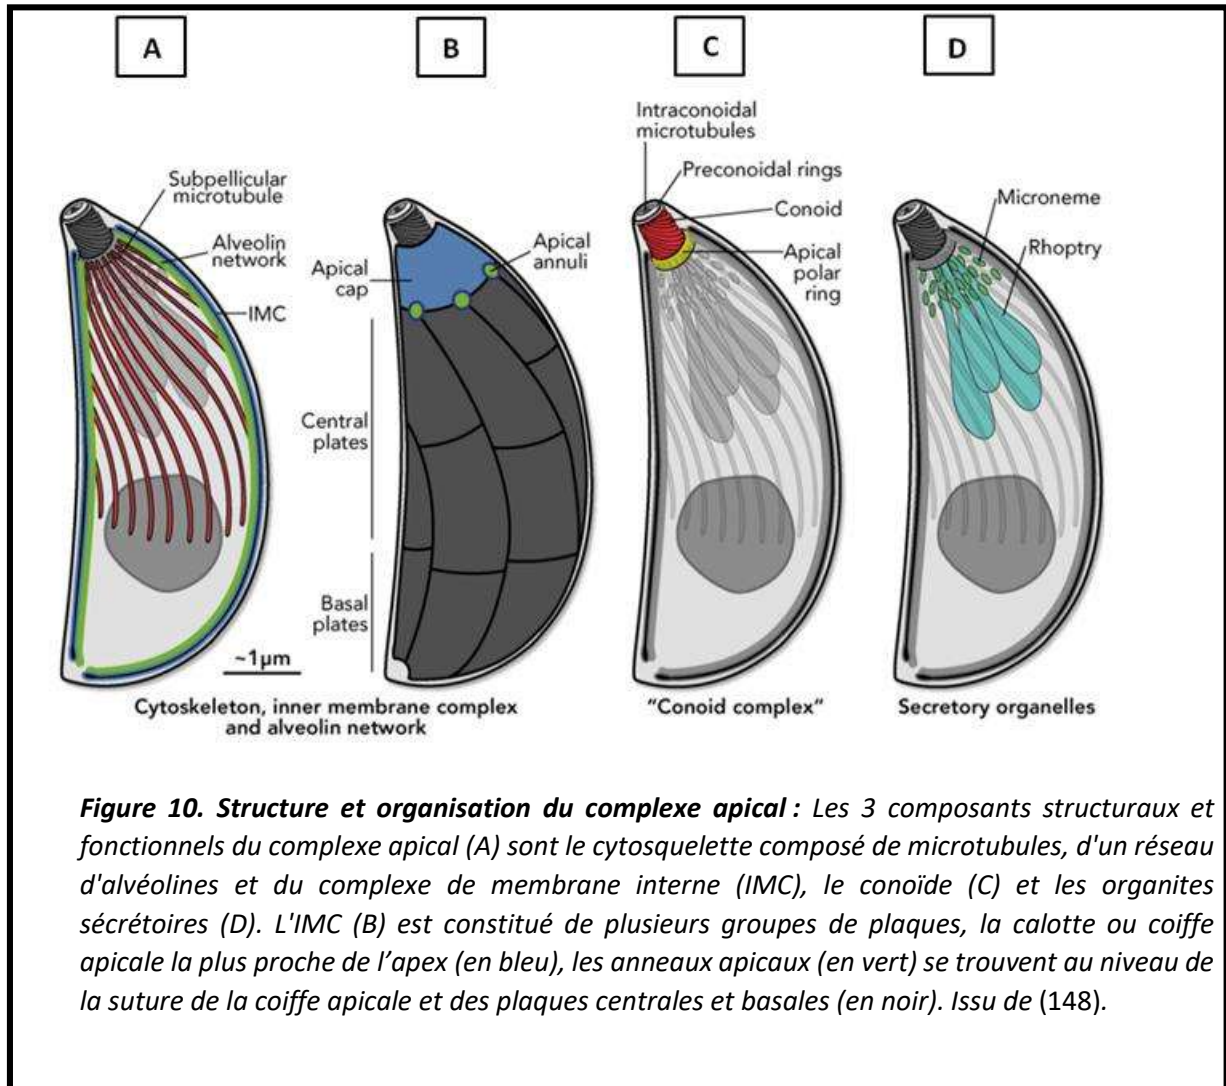 A
B
C
D
Subpellicular
microtubule
Alveolin
network
IMC
~1µm
Apical
cap
Apical
annuli
Central
plates
Basal
plates
Cytoskeleton, inner membrane complex
and alveolin network
Intraconoidal
microtubules
Preconoidal rings
Conoid
Apical
polar
ring
"Conoid complex"
Microneme
Rhoptry
Secretory organelles
Figure 10. Structure et organisation du complexe apical : Les 3 composants structuraux et
fonctionnels du complexe apical (A) sont le cytosquelette composé de microtubules, d'un réseau
d'alvéolines et du complexe de membrane interne (IMC), le conoïde (C) et les organites
sécrétoires (D). L'IMC (B) est constitué de plusieurs groupes de plaques, la calotte ou coiffe
apicale la plus proche de l’apex (en bleu), les anneaux apicaux (en vert) se trouvent au niveau de
la suture de la coiffe apicale et des plaques centrales et basales (en noir). Issu de (148).